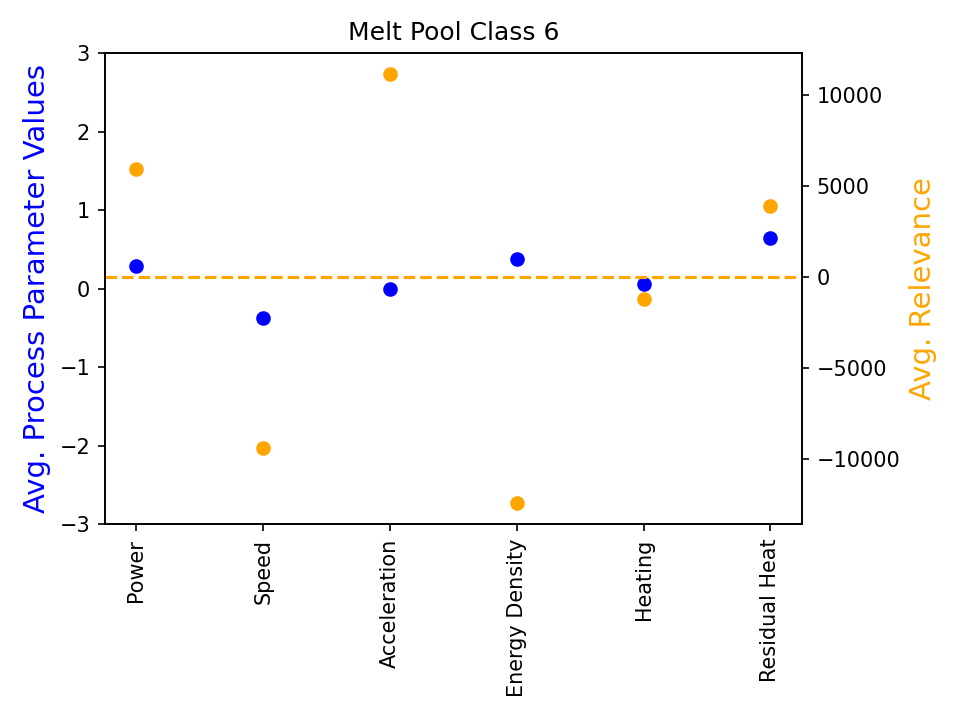 Melt Pool Class 6
Avg. Process Parameter Values
3
2
1
0
−1
−2
−3
10000
5000
0
−5000
−10000
Avg. Relevance
Power
Speed
Acceleration
Energy Density
Heating
Residual Heat